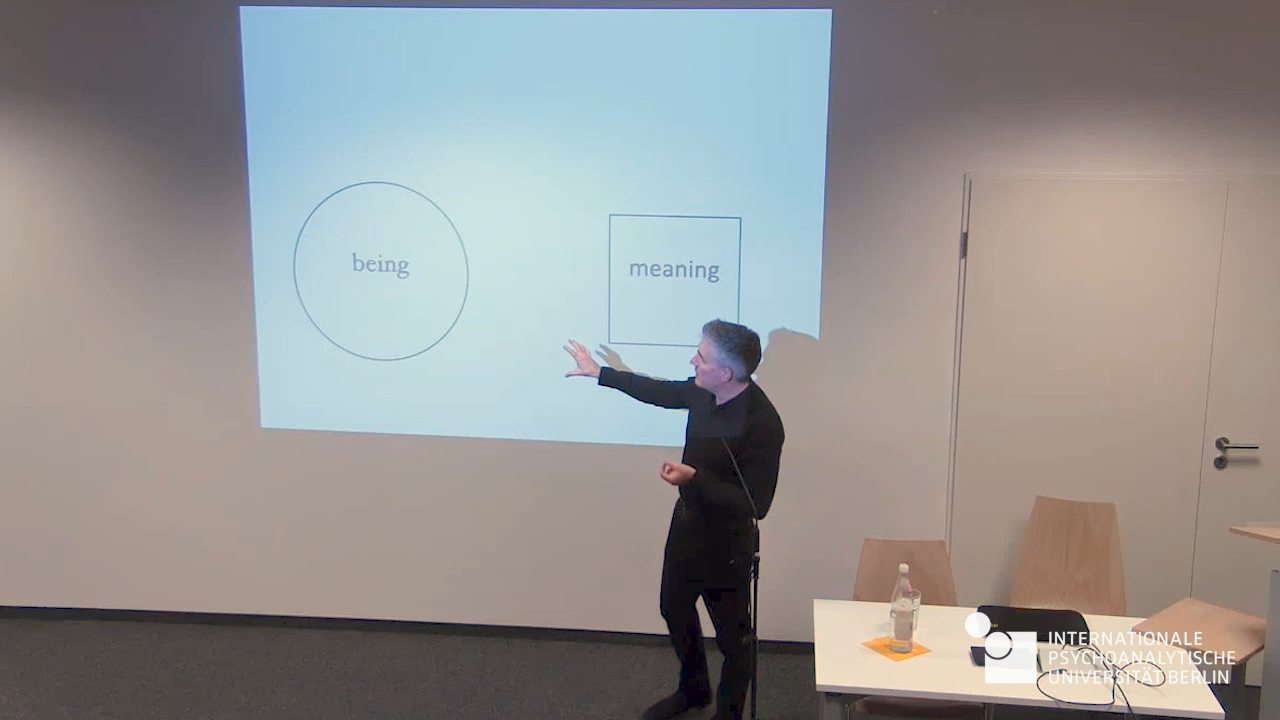 being
meaning
INTERNATIONALE
PSYCHOANALYTISCHE
UNIVERSITÄT BERLIN